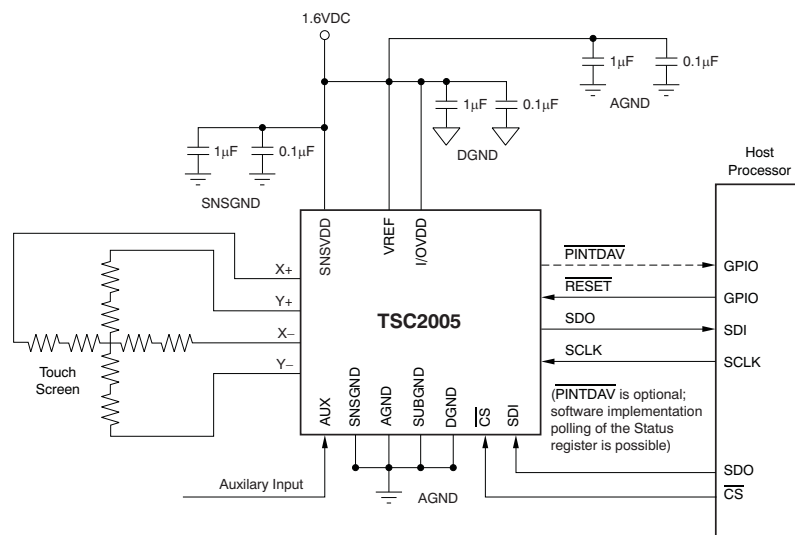 1.6VDC
1μF
0.1μF
AGND
1μF
0.1μF
DGND
1μF
0.1μF
SNSGND
Host
Processor
SNSVDD
VREF
I/OVDD
X+
Y+
X−
Y−
TSC2005
PINTDAV
GPIO
RESET
GPIO
SDO
SDI
SCLK
SCLK
Touch
Screen
AUX
SNSGND
AGND
SUBGND
DGND
CS
SDI
(PINTDAV is optional;
software implementation
polling of the Status
register is possible)
SDO
CS
Auxilary Input
AGND